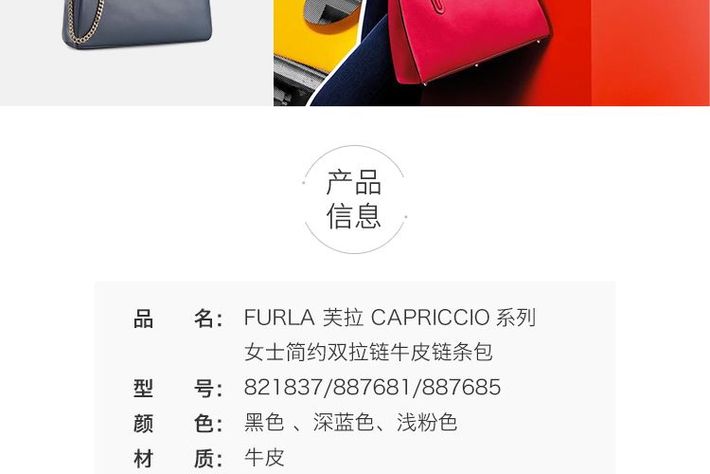 产品
信息
品 名: FURLA 芙拉 CAPRICCIO 系列
女士简约双拉链牛皮链条包
型 号: 821837/887681/887685
颜 色: 黑色 、深蓝色、浅粉色
材 质: 牛皮